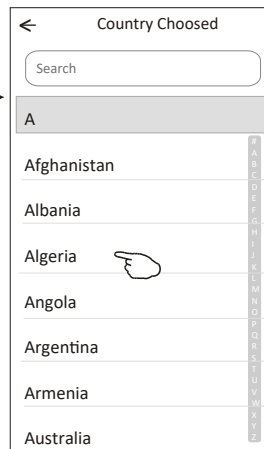 Country Choosed
Search
A
Afghanistan
Albania
Algeria
Angola
Argentina
Armenia
Australia
#
A
B
C
D
E
F
G
H
I
J
K
L
M
N
O
P
Q
R
S
T
U
V
W
X
Y
Z